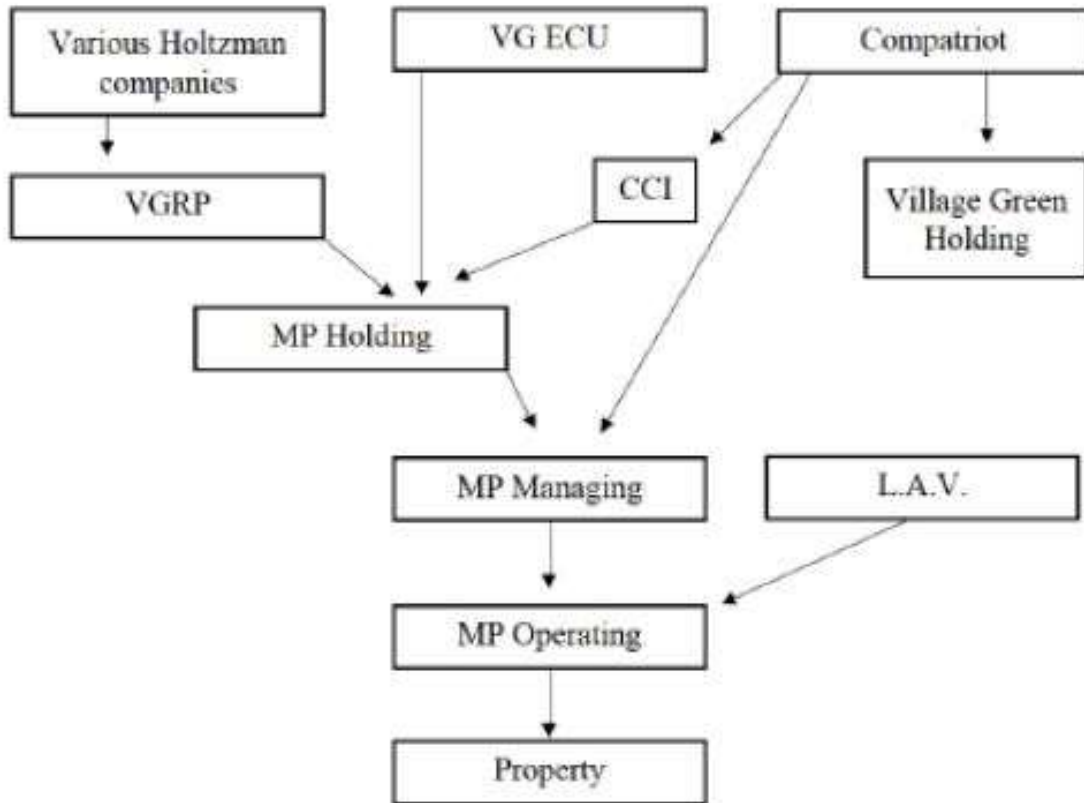 Various Holtzman
companies
VG ECU
Compatriot
VGRP
CCI
Village Green
Holding
MP Holding
MP Managing
L.A.V.
MP Operating
Property